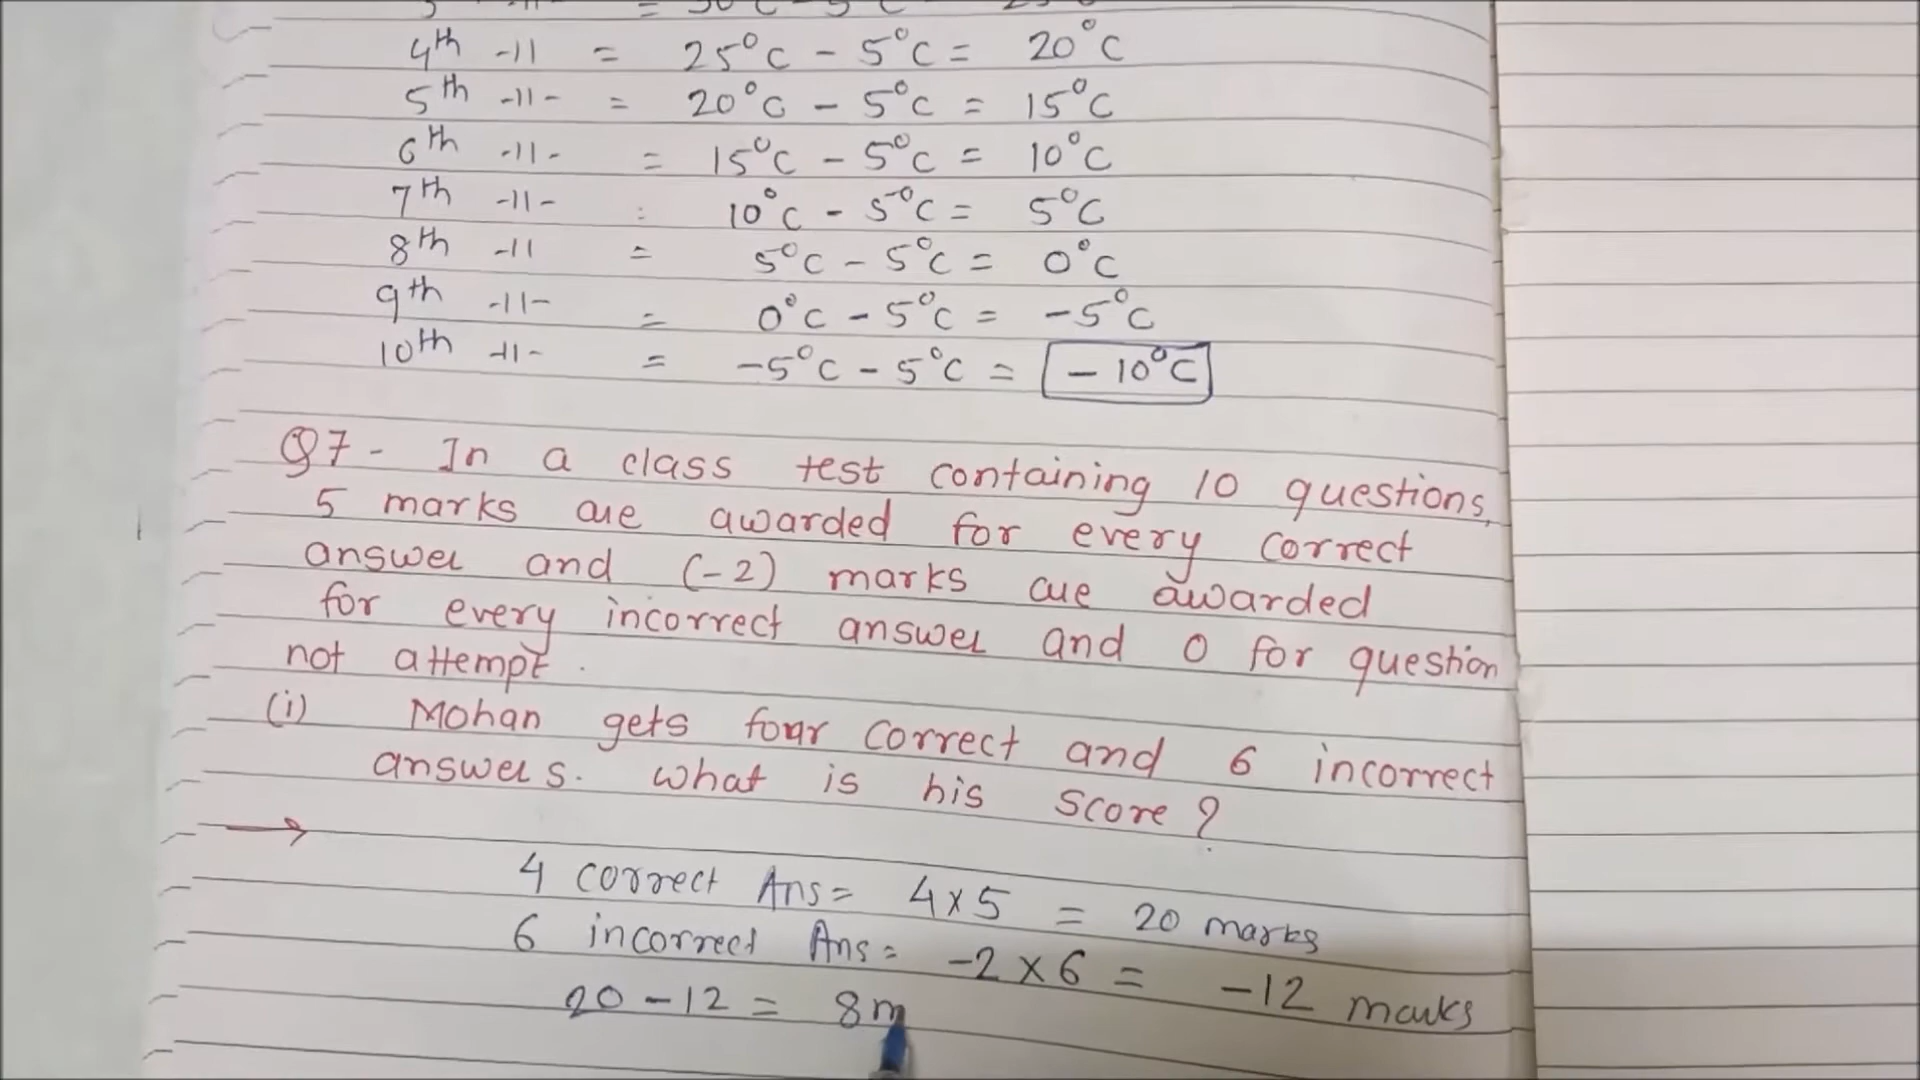 4th -11 = 25°C - 5°C = 20°C
5th -11- = 20°C - 5°C = 15°C
6th -11- = 15°C - 5°C = 10°C
7th -11- : 10°C - 5°C = 5°C
8th -11 = 5°C - 5°C = 0°C
9th -11- = 0°C - 5°C = -5°C
10th -11- = -5°C - 5°C = -10°C
Q7 - In a class test containing 10 questions,
5 marks are awarded for every correct
answer and (-2) marks are awarded
for every incorrect answer and 0 for question
not attempt.
(i) Mohan gets four correct and 6 incorrect
answers. what is his score?
→
4 correct Ans = 4×5 = 20 marks
6 incorrect Ans = -2×6 = -12 marks
20 - 12 = 8m